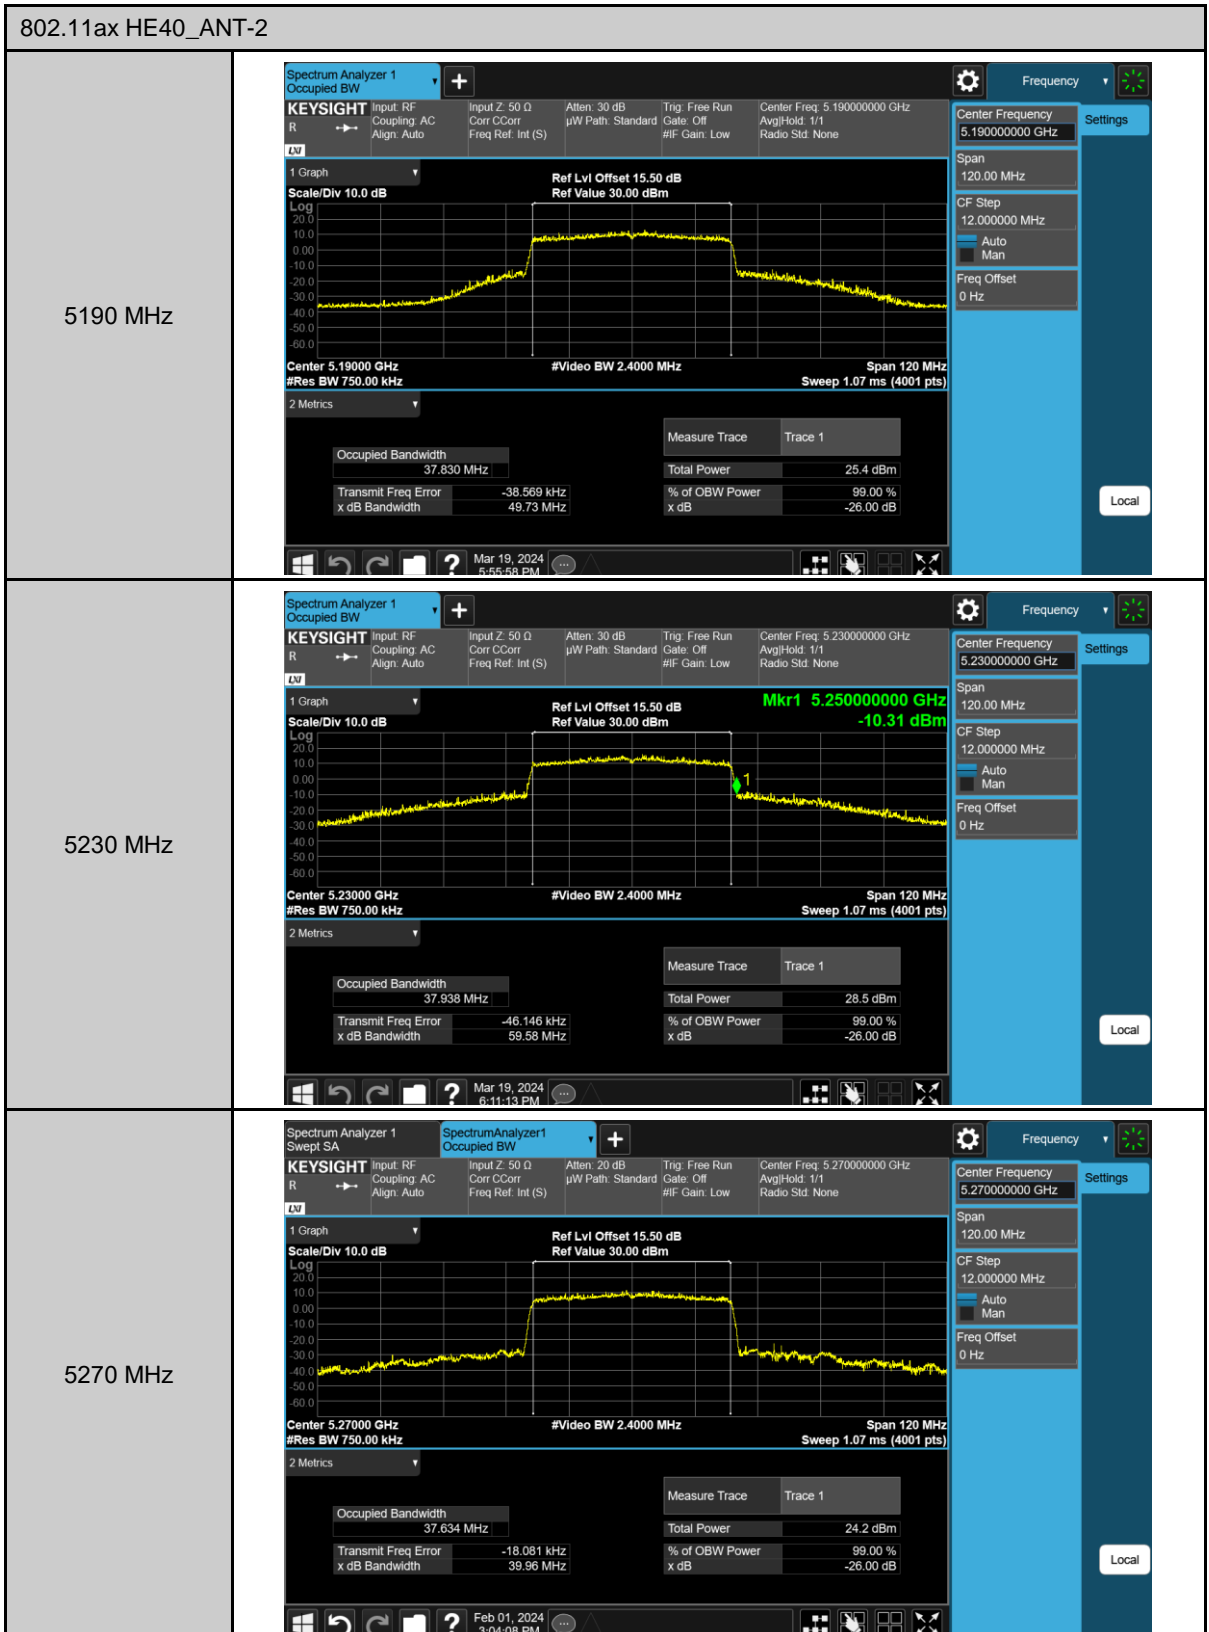 802.11ax HE40_ANT-2
5190 MHz
Spectrum Analyzer 1
Occupied BW
Frequency
KEYSIGHT
R
LXI
Input: RF
Coupling: AC
Align: Auto
Input Z: 50 Ω
Corr CCorr
Freq Ref: Int (S)
Atten: 30 dB
µW Path: Standard
Trig: Free Run
Gate: Off
#IF Gain: Low
Center Freq: 5.190000000 GHz
Avg|Hold: 1/1
Radio Std: None
Center Frequency
5.190000000 GHz
Settings
Span
120.00 MHz
CF Step
12.000000 MHz
Auto
Man
Freq Offset
0 Hz
Local
1 Graph
Scale/Div 10.0 dB
Ref Lvl Offset 15.50 dB
Ref Value 30.00 dBm
Log
20.0
10.0
0.00
-10.0
-20.0
-30.0
-40.0
-50.0
-60.0
Center 5.19000 GHz
#Video BW 2.4000 MHz
Span 120 MHz
#Res BW 750.00 kHz
Sweep 1.07 ms (4001 pts)
2 Metrics
Measure Trace Trace 1
Occupied Bandwidth
37.830 MHz
Total Power 25.4 dBm
Transmit Freq Error -38.569 kHz
% of OBW Power 99.00 %
x dB Bandwidth 49.73 MHz
x dB -26.00 dB
Mar 19, 2024
5:55:58 PM
5230 MHz
Spectrum Analyzer 1
Occupied BW
Frequency
KEYSIGHT
R
LXI
Input: RF
Coupling: AC
Align: Auto
Input Z: 50 Ω
Corr CCorr
Freq Ref: Int (S)
Atten: 30 dB
µW Path: Standard
Trig: Free Run
Gate: Off
#IF Gain: Low
Center Freq: 5.230000000 GHz
Avg|Hold: 1/1
Radio Std: None
Center Frequency
5.230000000 GHz
Settings
Span
120.00 MHz
CF Step
12.000000 MHz
Auto
Man
Freq Offset
0 Hz
Local
1 Graph
Scale/Div 10.0 dB
Ref Lvl Offset 15.50 dB
Ref Value 30.00 dBm
Mkr1 5.250000000 GHz
-10.31 dBm
Log
20.0
10.0
0.00
-10.0
-20.0
-30.0
-40.0
-50.0
-60.0
1
Center 5.23000 GHz
#Video BW 2.4000 MHz
Span 120 MHz
#Res BW 750.00 kHz
Sweep 1.07 ms (4001 pts)
2 Metrics
Measure Trace Trace 1
Occupied Bandwidth
37.938 MHz
Total Power 28.5 dBm
Transmit Freq Error -46.146 kHz
% of OBW Power 99.00 %
x dB Bandwidth 59.58 MHz
x dB -26.00 dB
Mar 19, 2024
6:11:13 PM
5270 MHz
Spectrum Analyzer 1
Swept SA
SpectrumAnalyzer1
Occupied BW
Frequency
KEYSIGHT
R
LXI
Input: RF
Coupling: AC
Align: Auto
Input Z: 50 Ω
Corr CCorr
Freq Ref: Int (S)
Atten: 20 dB
µW Path: Standard
Trig: Free Run
Gate: Off
#IF Gain: Low
Center Freq: 5.270000000 GHz
Avg|Hold: 1/1
Radio Std: None
Center Frequency
5.270000000 GHz
Settings
Span
120.00 MHz
CF Step
12.000000 MHz
Auto
Man
Freq Offset
0 Hz
Local
1 Graph
Scale/Div 10.0 dB
Ref Lvl Offset 15.50 dB
Ref Value 30.00 dBm
Log
20.0
10.0
0.00
-10.0
-20.0
-30.0
-40.0
-50.0
-60.0
Center 5.27000 GHz
#Video BW 2.4000 MHz
Span 120 MHz
#Res BW 750.00 kHz
Sweep 1.07 ms (4001 pts)
2 Metrics
Measure Trace Trace 1
Occupied Bandwidth
37.634 MHz
Total Power 24.2 dBm
Transmit Freq Error -18.081 kHz
% of OBW Power 99.00 %
x dB Bandwidth 39.96 MHz
x dB -26.00 dB
Feb 01, 2024
3:04:08 PM